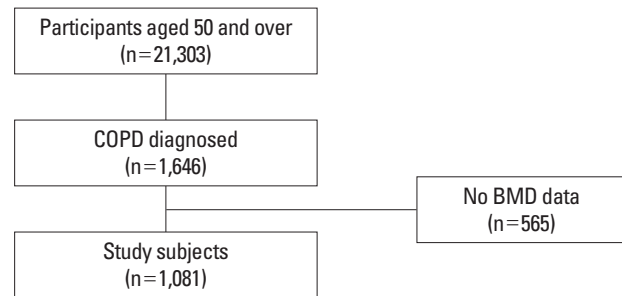 Participants aged 50 and over
(n=21,303)
COPD diagnosed
(n=1,646)
No BMD data
(n=565)
Study subjects
(n=1,081)